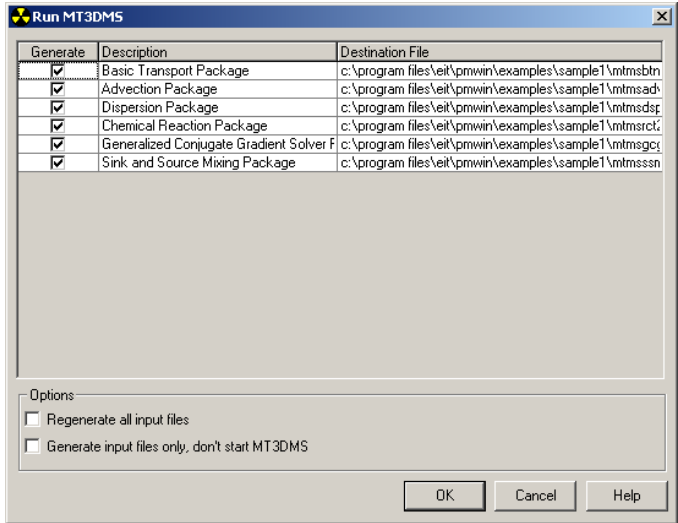 Run MT3DMS
Generate Description Destination File
Basic Transport Package c:\program files\eit\pmwin\examples\sample1\mtmsbtn
Advection Package c:\program files\eit\pmwin\examples\sample1\mtmsadv
Dispersion Package c:\program files\eit\pmwin\examples\sample1\mtmsdsp
Chemical Reaction Package c:\program files\eit\pmwin\examples\sample1\mtmsrct2
Generalized Conjugate Gradient Solver P c:\program files\eit\pmwin\examples\sample1\mtmsgcg
Sink and Source Mixing Package c:\program files\eit\pmwin\examples\sample1\mtmsssn
Options
Regenerate all input files
Generate input files only, don't start MT3DMS
OK Cancel Help